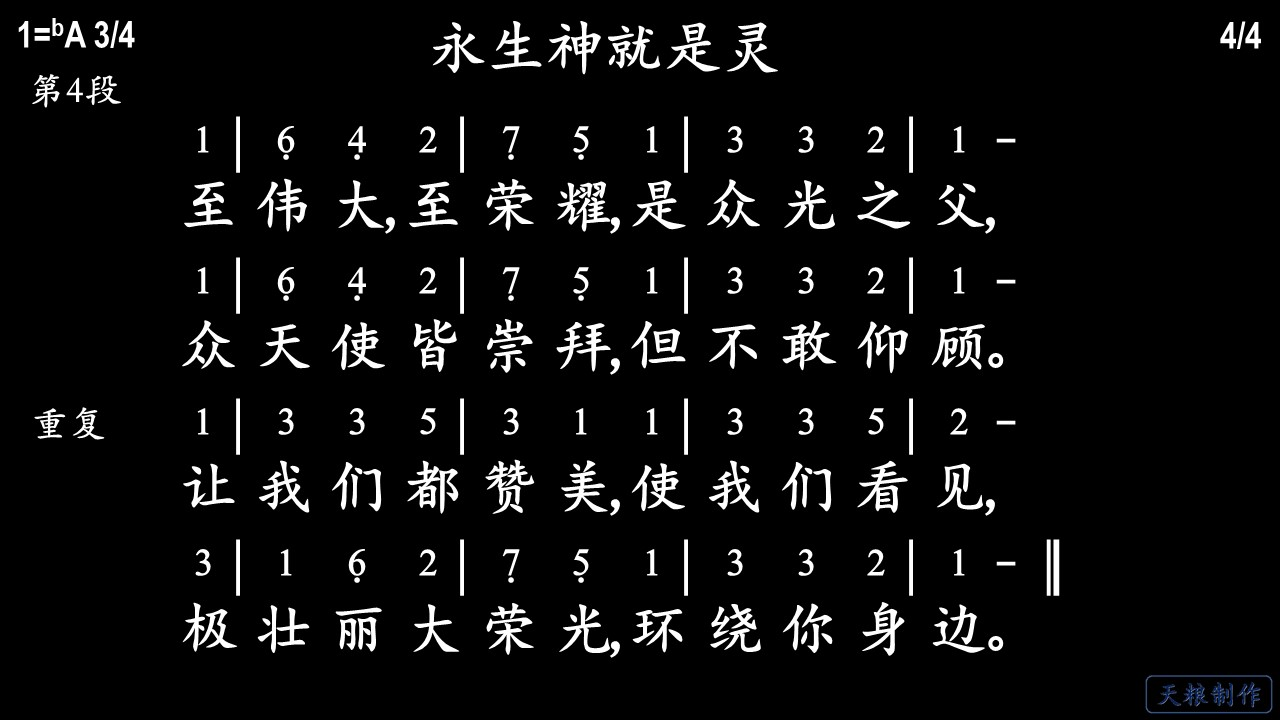 1=ᵇA 3/4 永生神就是灵 4/4
第4段
1 | 6̣ 4̣ 2 | 7̣ 5̣ 1 | 3 3 2 | 1 –
至伟大,至荣耀,是众光之父,
1 | 6̣ 4̣ 2 | 7̣ 5̣ 1 | 3 3 2 | 1 –
众天使皆崇拜,但不敢仰顾。
重复 1 | 3 3 5 | 3 1 1 | 3 3 5 | 2 –
让我们都赞美,使我们看见,
3 | 1 6̣ 2 | 7̣ 5̣ 1 | 3 3 2 | 1 – ‖
极壮丽大荣光,环绕你身边。
天粮制作